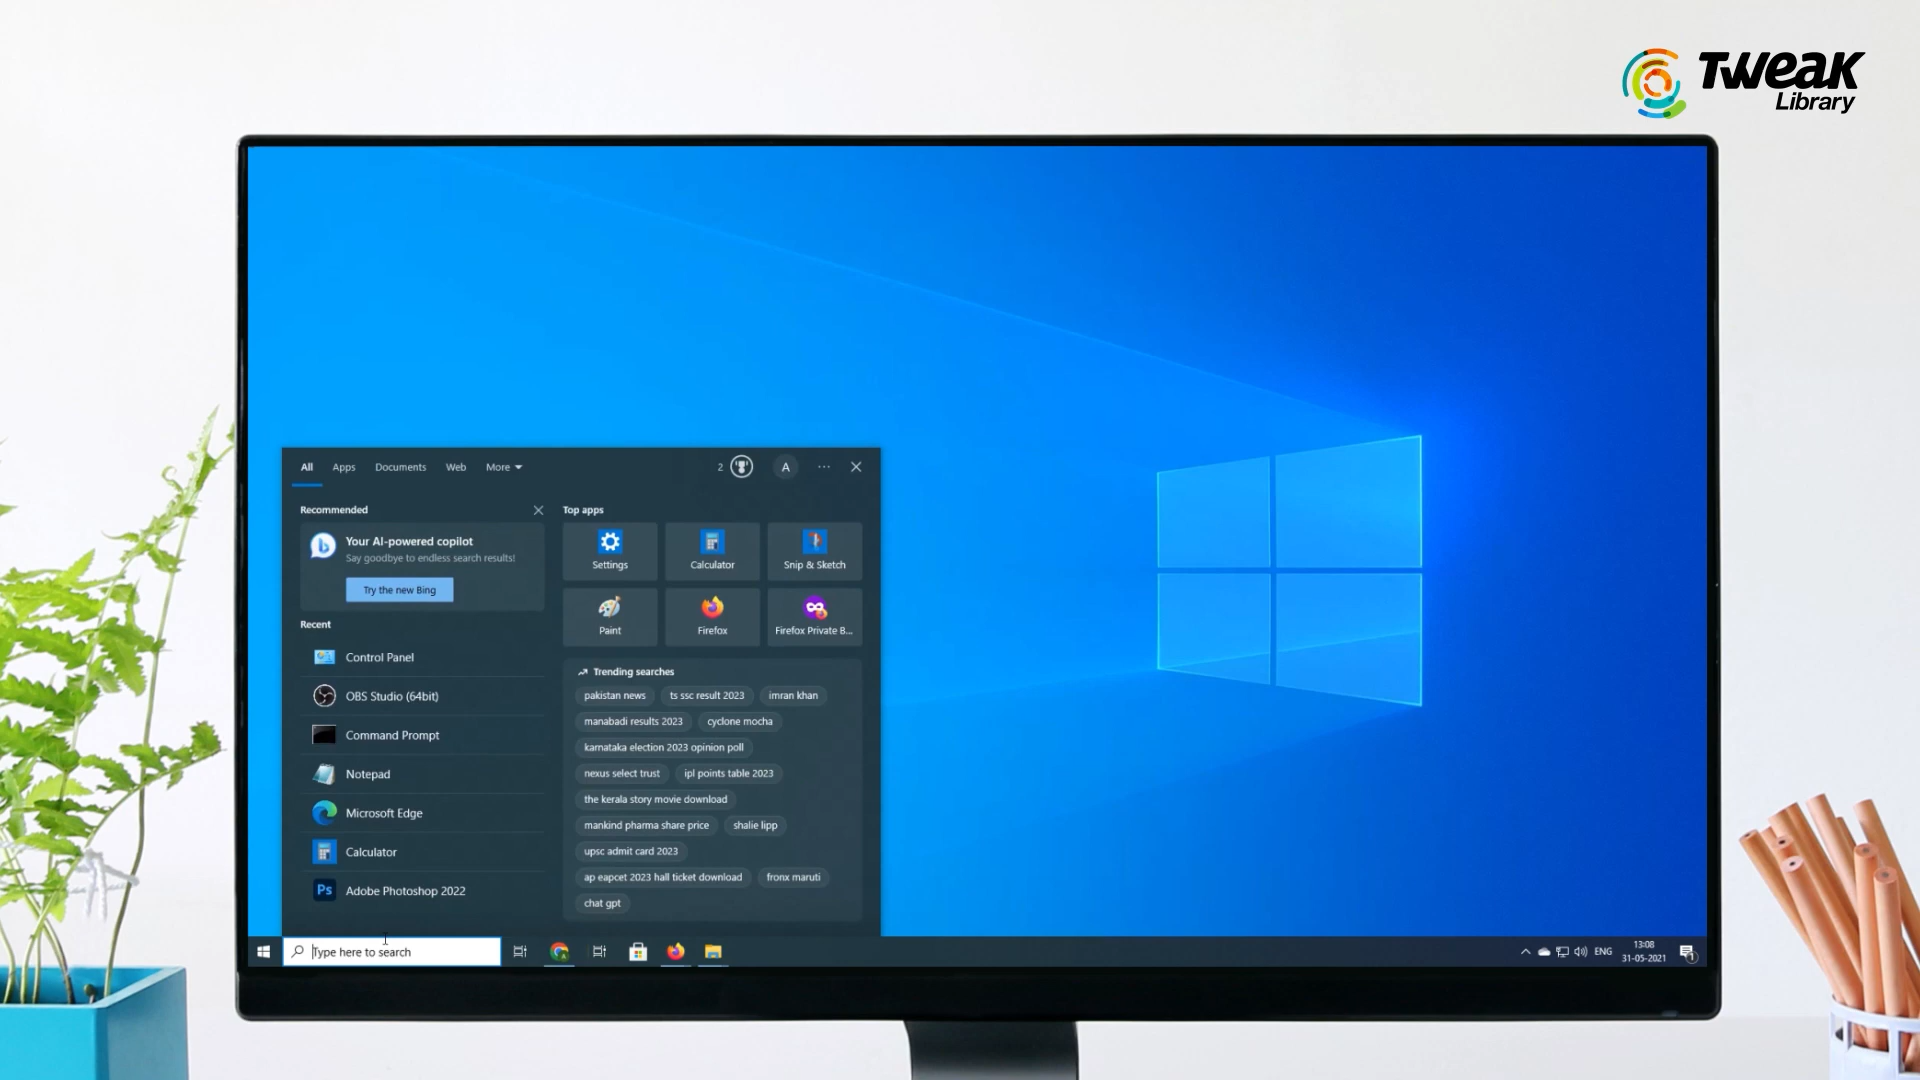 Tweak
Library
All Apps Documents Web More 2 A
Recommended
Your AI-powered copilot
Say goodbye to endless search results!
Try the new Bing
Recent
Control Panel
OBS Studio (64bit)
Command Prompt
Notepad
Microsoft Edge
Calculator
Ps Adobe Photoshop 2022
Top apps
Settings Calculator Snip & Sketch
Paint Firefox Firefox Private B...
Trending searches
pakistan news ts ssc result 2023 imran khan
manabadi results 2023 cyclone mocha
karnataka election 2023 opinion poll
nexus select trust ipl points table 2023
the kerala story movie download
mankind pharma share price shalie lipp
upsc admit card 2023
ap eapcet 2023 hall ticket download fronx maruti
chat gpt
Type here to search
ENG
13:08
31-05-2021
1